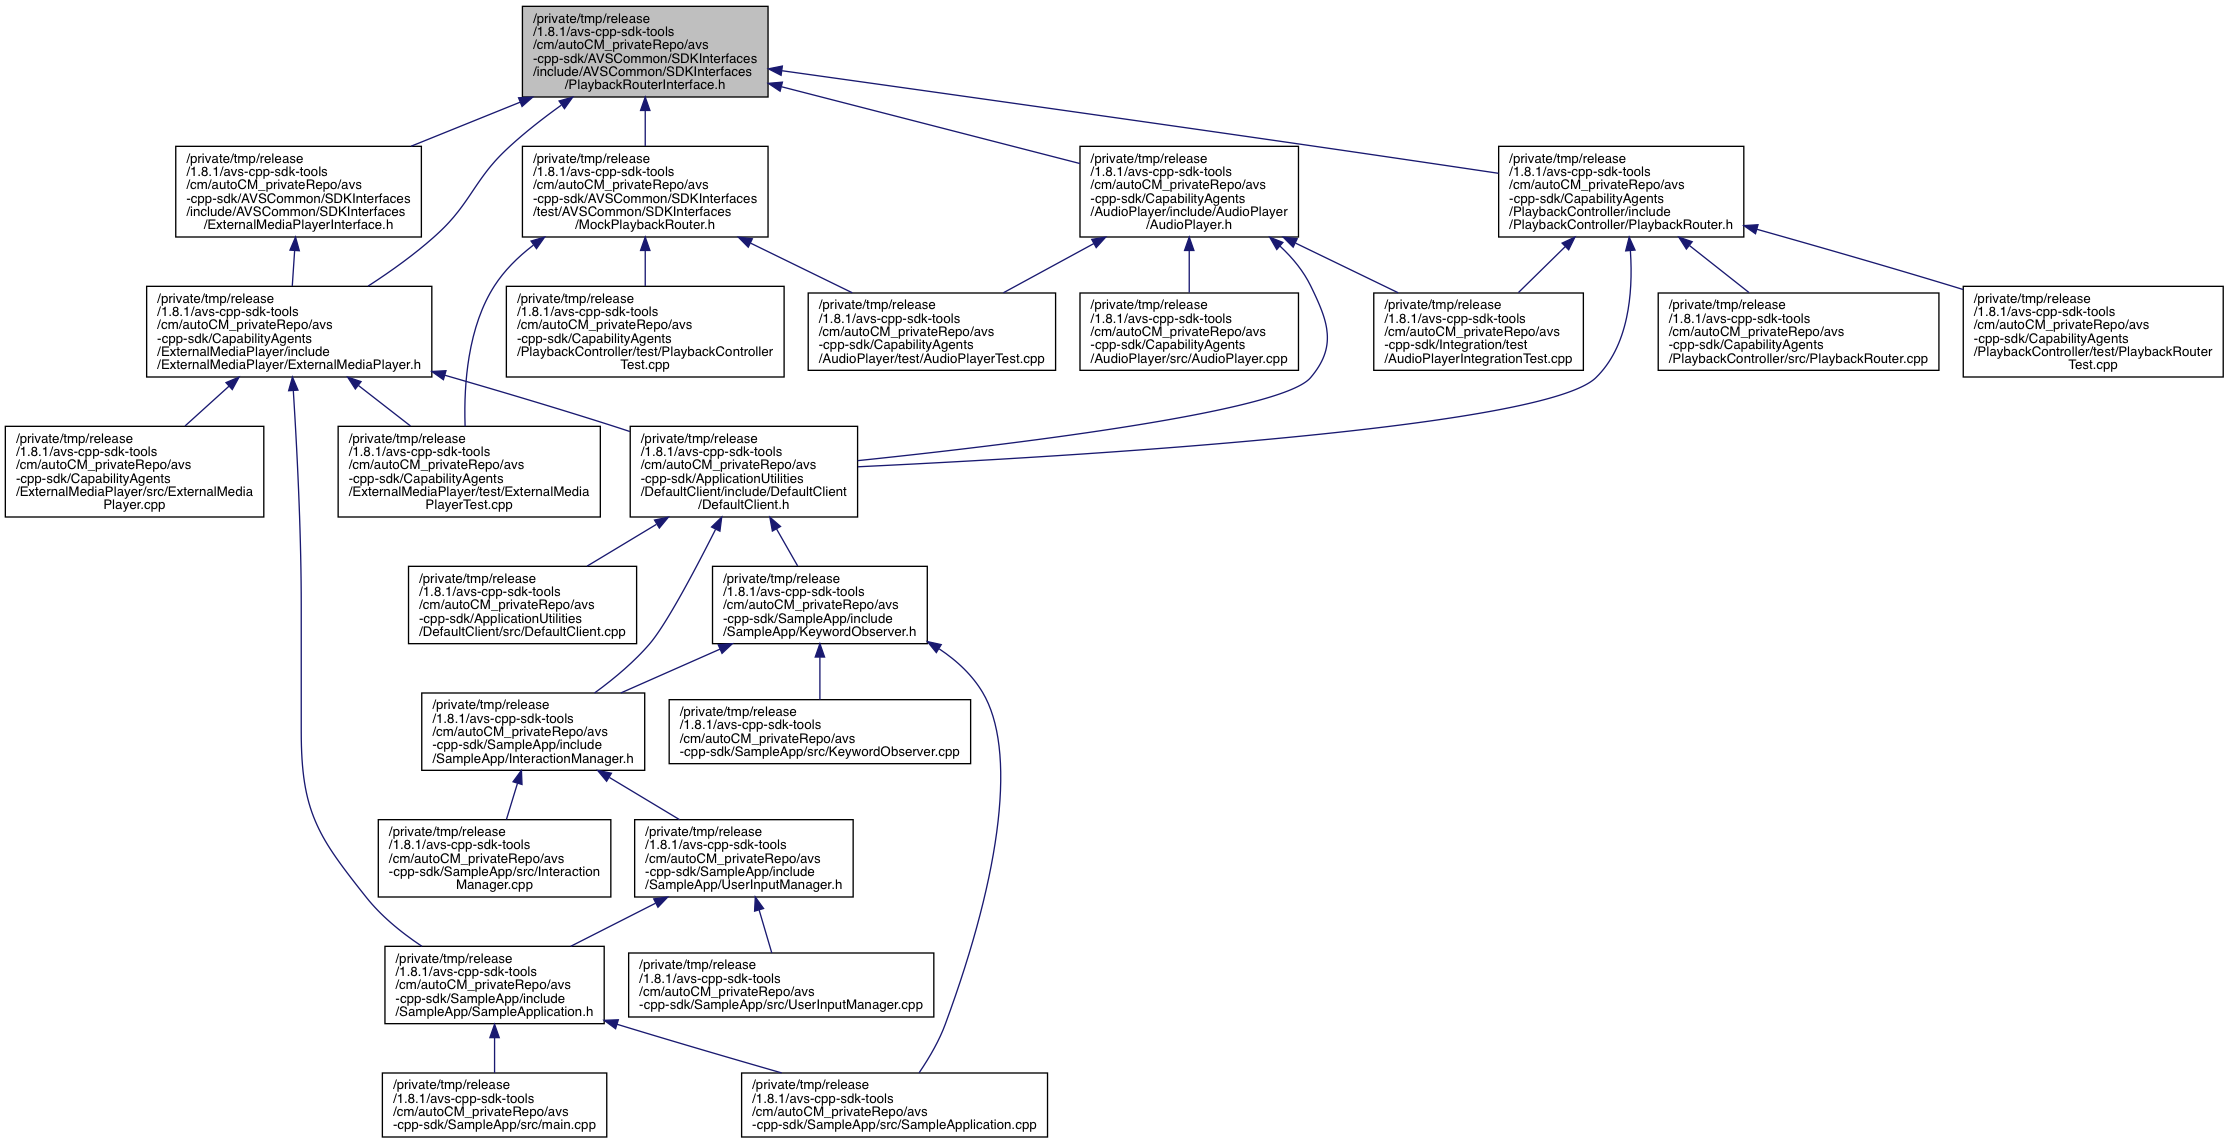 /private/tmp/release
/1.8.1/avs-cpp-sdk-tools
/cm/autoCM_privateRepo/avs
-cpp-sdk/AVSCommon/SDKInterfaces
/include/AVSCommon/SDKInterfaces
/PlaybackRouterInterface.h
/private/tmp/release
/1.8.1/avs-cpp-sdk-tools
/cm/autoCM_privateRepo/avs
-cpp-sdk/AVSCommon/SDKInterfaces
/include/AVSCommon/SDKInterfaces
/ExternalMediaPlayerInterface.h
/private/tmp/release
/1.8.1/avs-cpp-sdk-tools
/cm/autoCM_privateRepo/avs
-cpp-sdk/AVSCommon/SDKInterfaces
/test/AVSCommon/SDKInterfaces
/MockPlaybackRouter.h
/private/tmp/release
/1.8.1/avs-cpp-sdk-tools
/cm/autoCM_privateRepo/avs
-cpp-sdk/CapabilityAgents
/AudioPlayer/include/AudioPlayer
/AudioPlayer.h
/private/tmp/release
/1.8.1/avs-cpp-sdk-tools
/cm/autoCM_privateRepo/avs
-cpp-sdk/CapabilityAgents
/PlaybackController/include
/PlaybackController/PlaybackRouter.h
/private/tmp/release
/1.8.1/avs-cpp-sdk-tools
/cm/autoCM_privateRepo/avs
-cpp-sdk/CapabilityAgents
/ExternalMediaPlayer/include
/ExternalMediaPlayer/ExternalMediaPlayer.h
/private/tmp/release
/1.8.1/avs-cpp-sdk-tools
/cm/autoCM_privateRepo/avs
-cpp-sdk/CapabilityAgents
/PlaybackController/test/PlaybackController
Test.cpp
/private/tmp/release
/1.8.1/avs-cpp-sdk-tools
/cm/autoCM_privateRepo/avs
-cpp-sdk/CapabilityAgents
/AudioPlayer/test/AudioPlayerTest.cpp
/private/tmp/release
/1.8.1/avs-cpp-sdk-tools
/cm/autoCM_privateRepo/avs
-cpp-sdk/CapabilityAgents
/AudioPlayer/src/AudioPlayer.cpp
/private/tmp/release
/1.8.1/avs-cpp-sdk-tools
/cm/autoCM_privateRepo/avs
-cpp-sdk/Integration/test
/AudioPlayerIntegrationTest.cpp
/private/tmp/release
/1.8.1/avs-cpp-sdk-tools
/cm/autoCM_privateRepo/avs
-cpp-sdk/CapabilityAgents
/PlaybackController/src/PlaybackRouter.cpp
/private/tmp/release
/1.8.1/avs-cpp-sdk-tools
/cm/autoCM_privateRepo/avs
-cpp-sdk/CapabilityAgents
/PlaybackController/test/PlaybackRouter
Test.cpp
/private/tmp/release
/1.8.1/avs-cpp-sdk-tools
/cm/autoCM_privateRepo/avs
-cpp-sdk/CapabilityAgents
/ExternalMediaPlayer/src/ExternalMedia
Player.cpp
/private/tmp/release
/1.8.1/avs-cpp-sdk-tools
/cm/autoCM_privateRepo/avs
-cpp-sdk/CapabilityAgents
/ExternalMediaPlayer/test/ExternalMedia
PlayerTest.cpp
/private/tmp/release
/1.8.1/avs-cpp-sdk-tools
/cm/autoCM_privateRepo/avs
-cpp-sdk/ApplicationUtilities
/DefaultClient/include/DefaultClient
/DefaultClient.h
/private/tmp/release
/1.8.1/avs-cpp-sdk-tools
/cm/autoCM_privateRepo/avs
-cpp-sdk/ApplicationUtilities
/DefaultClient/src/DefaultClient.cpp
/private/tmp/release
/1.8.1/avs-cpp-sdk-tools
/cm/autoCM_privateRepo/avs
-cpp-sdk/SampleApp/include
/SampleApp/KeywordObserver.h
/private/tmp/release
/1.8.1/avs-cpp-sdk-tools
/cm/autoCM_privateRepo/avs
-cpp-sdk/SampleApp/include
/SampleApp/InteractionManager.h
/private/tmp/release
/1.8.1/avs-cpp-sdk-tools
/cm/autoCM_privateRepo/avs
-cpp-sdk/SampleApp/src/KeywordObserver.cpp
/private/tmp/release
/1.8.1/avs-cpp-sdk-tools
/cm/autoCM_privateRepo/avs
-cpp-sdk/SampleApp/src/Interaction
Manager.cpp
/private/tmp/release
/1.8.1/avs-cpp-sdk-tools
/cm/autoCM_privateRepo/avs
-cpp-sdk/SampleApp/include
/SampleApp/UserInputManager.h
/private/tmp/release
/1.8.1/avs-cpp-sdk-tools
/cm/autoCM_privateRepo/avs
-cpp-sdk/SampleApp/include
/SampleApp/SampleApplication.h
/private/tmp/release
/1.8.1/avs-cpp-sdk-tools
/cm/autoCM_privateRepo/avs
-cpp-sdk/SampleApp/src/UserInputManager.cpp
/private/tmp/release
/1.8.1/avs-cpp-sdk-tools
/cm/autoCM_privateRepo/avs
-cpp-sdk/SampleApp/src/main.cpp
/private/tmp/release
/1.8.1/avs-cpp-sdk-tools
/cm/autoCM_privateRepo/avs
-cpp-sdk/SampleApp/src/SampleApplication.cpp